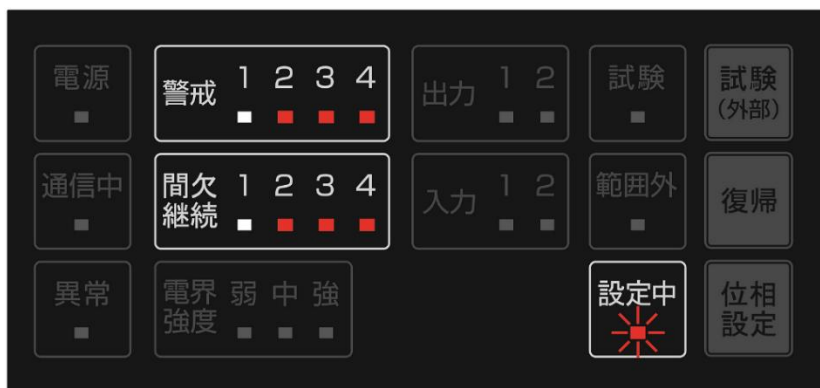 電源
警戒 1 2 3 4
出力 1 2
試験
試験
(外部)
通信中
間欠
継続 1 2 3 4
入力 1 2
範囲外
復帰
異常
電界
強度 弱 中 強
設定中
位相
設定